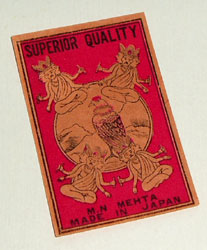 SUPERIOR QUALITY
M.N MEHTA
MADE IN JAPAN